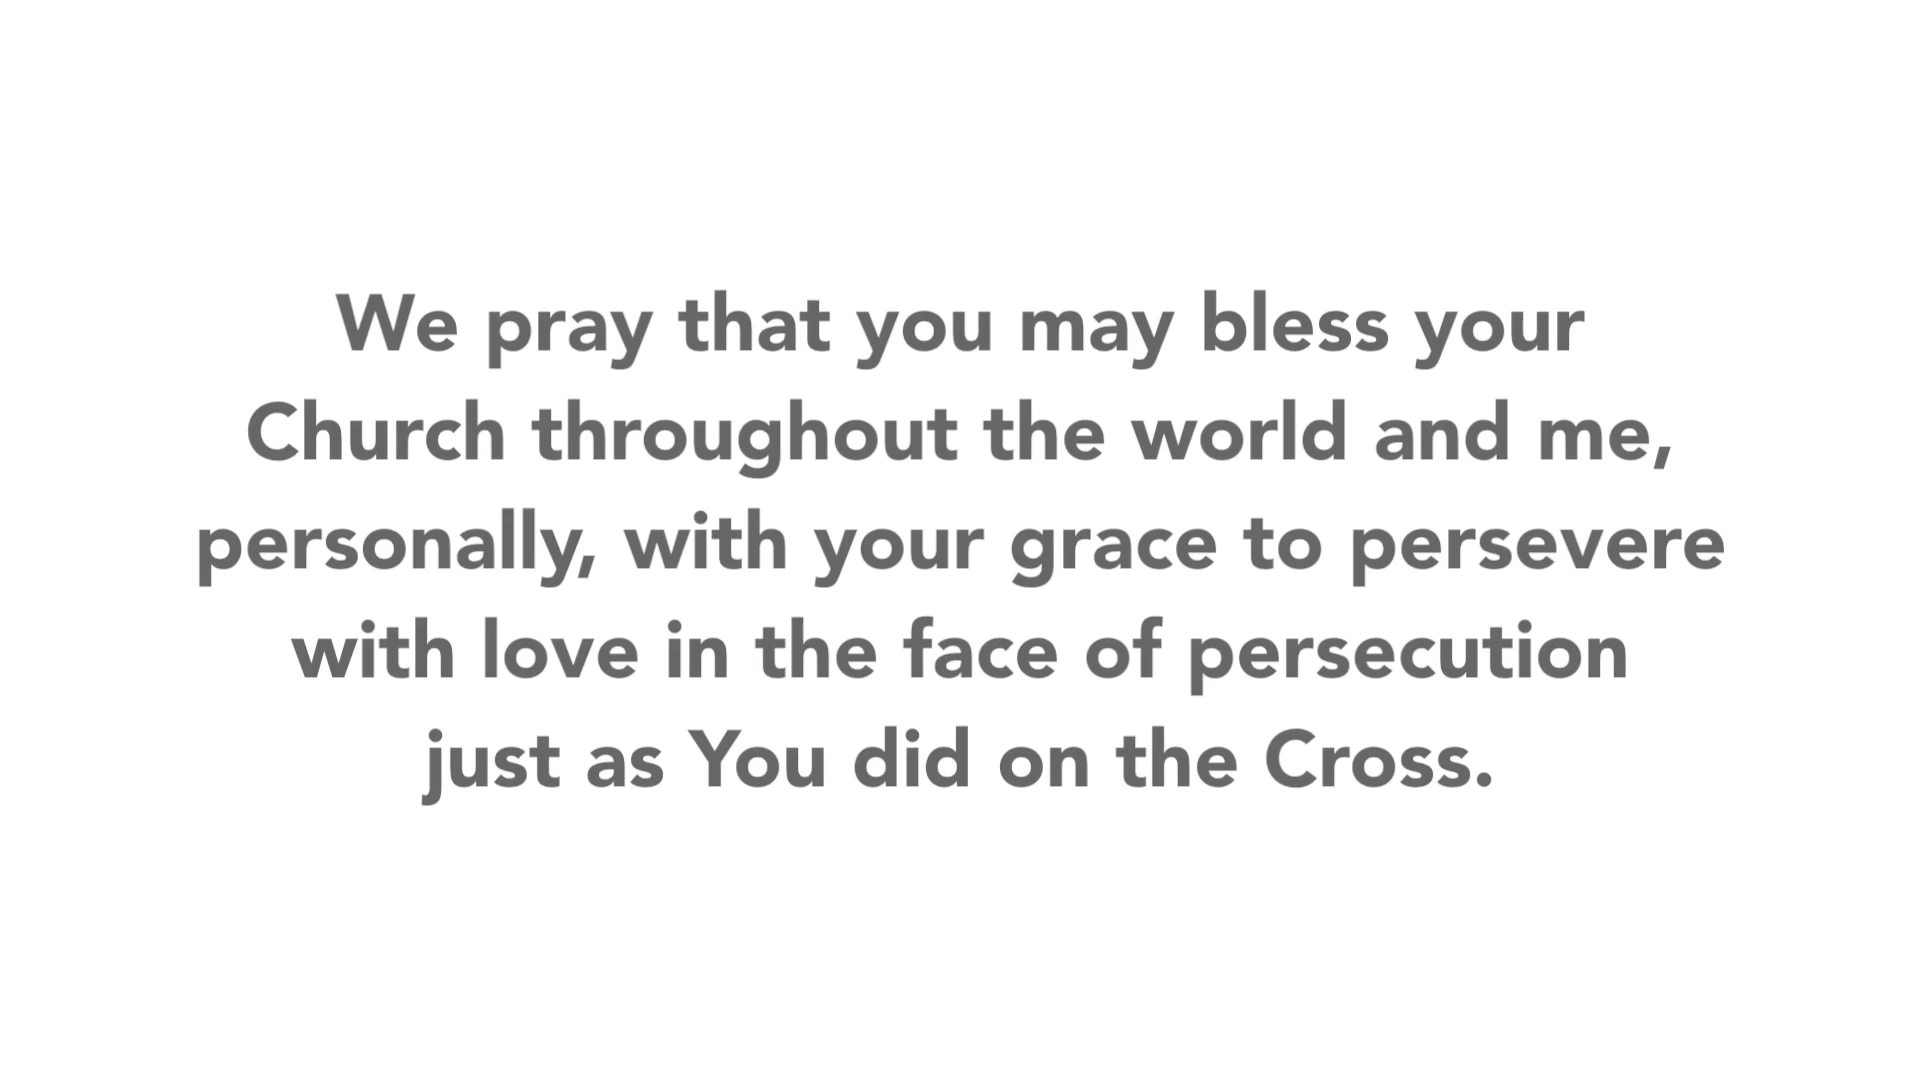 We pray that you may bless your
Church throughout the world and me,
personally, with your grace to persevere
with love in the face of persecution
just as You did on the Cross.